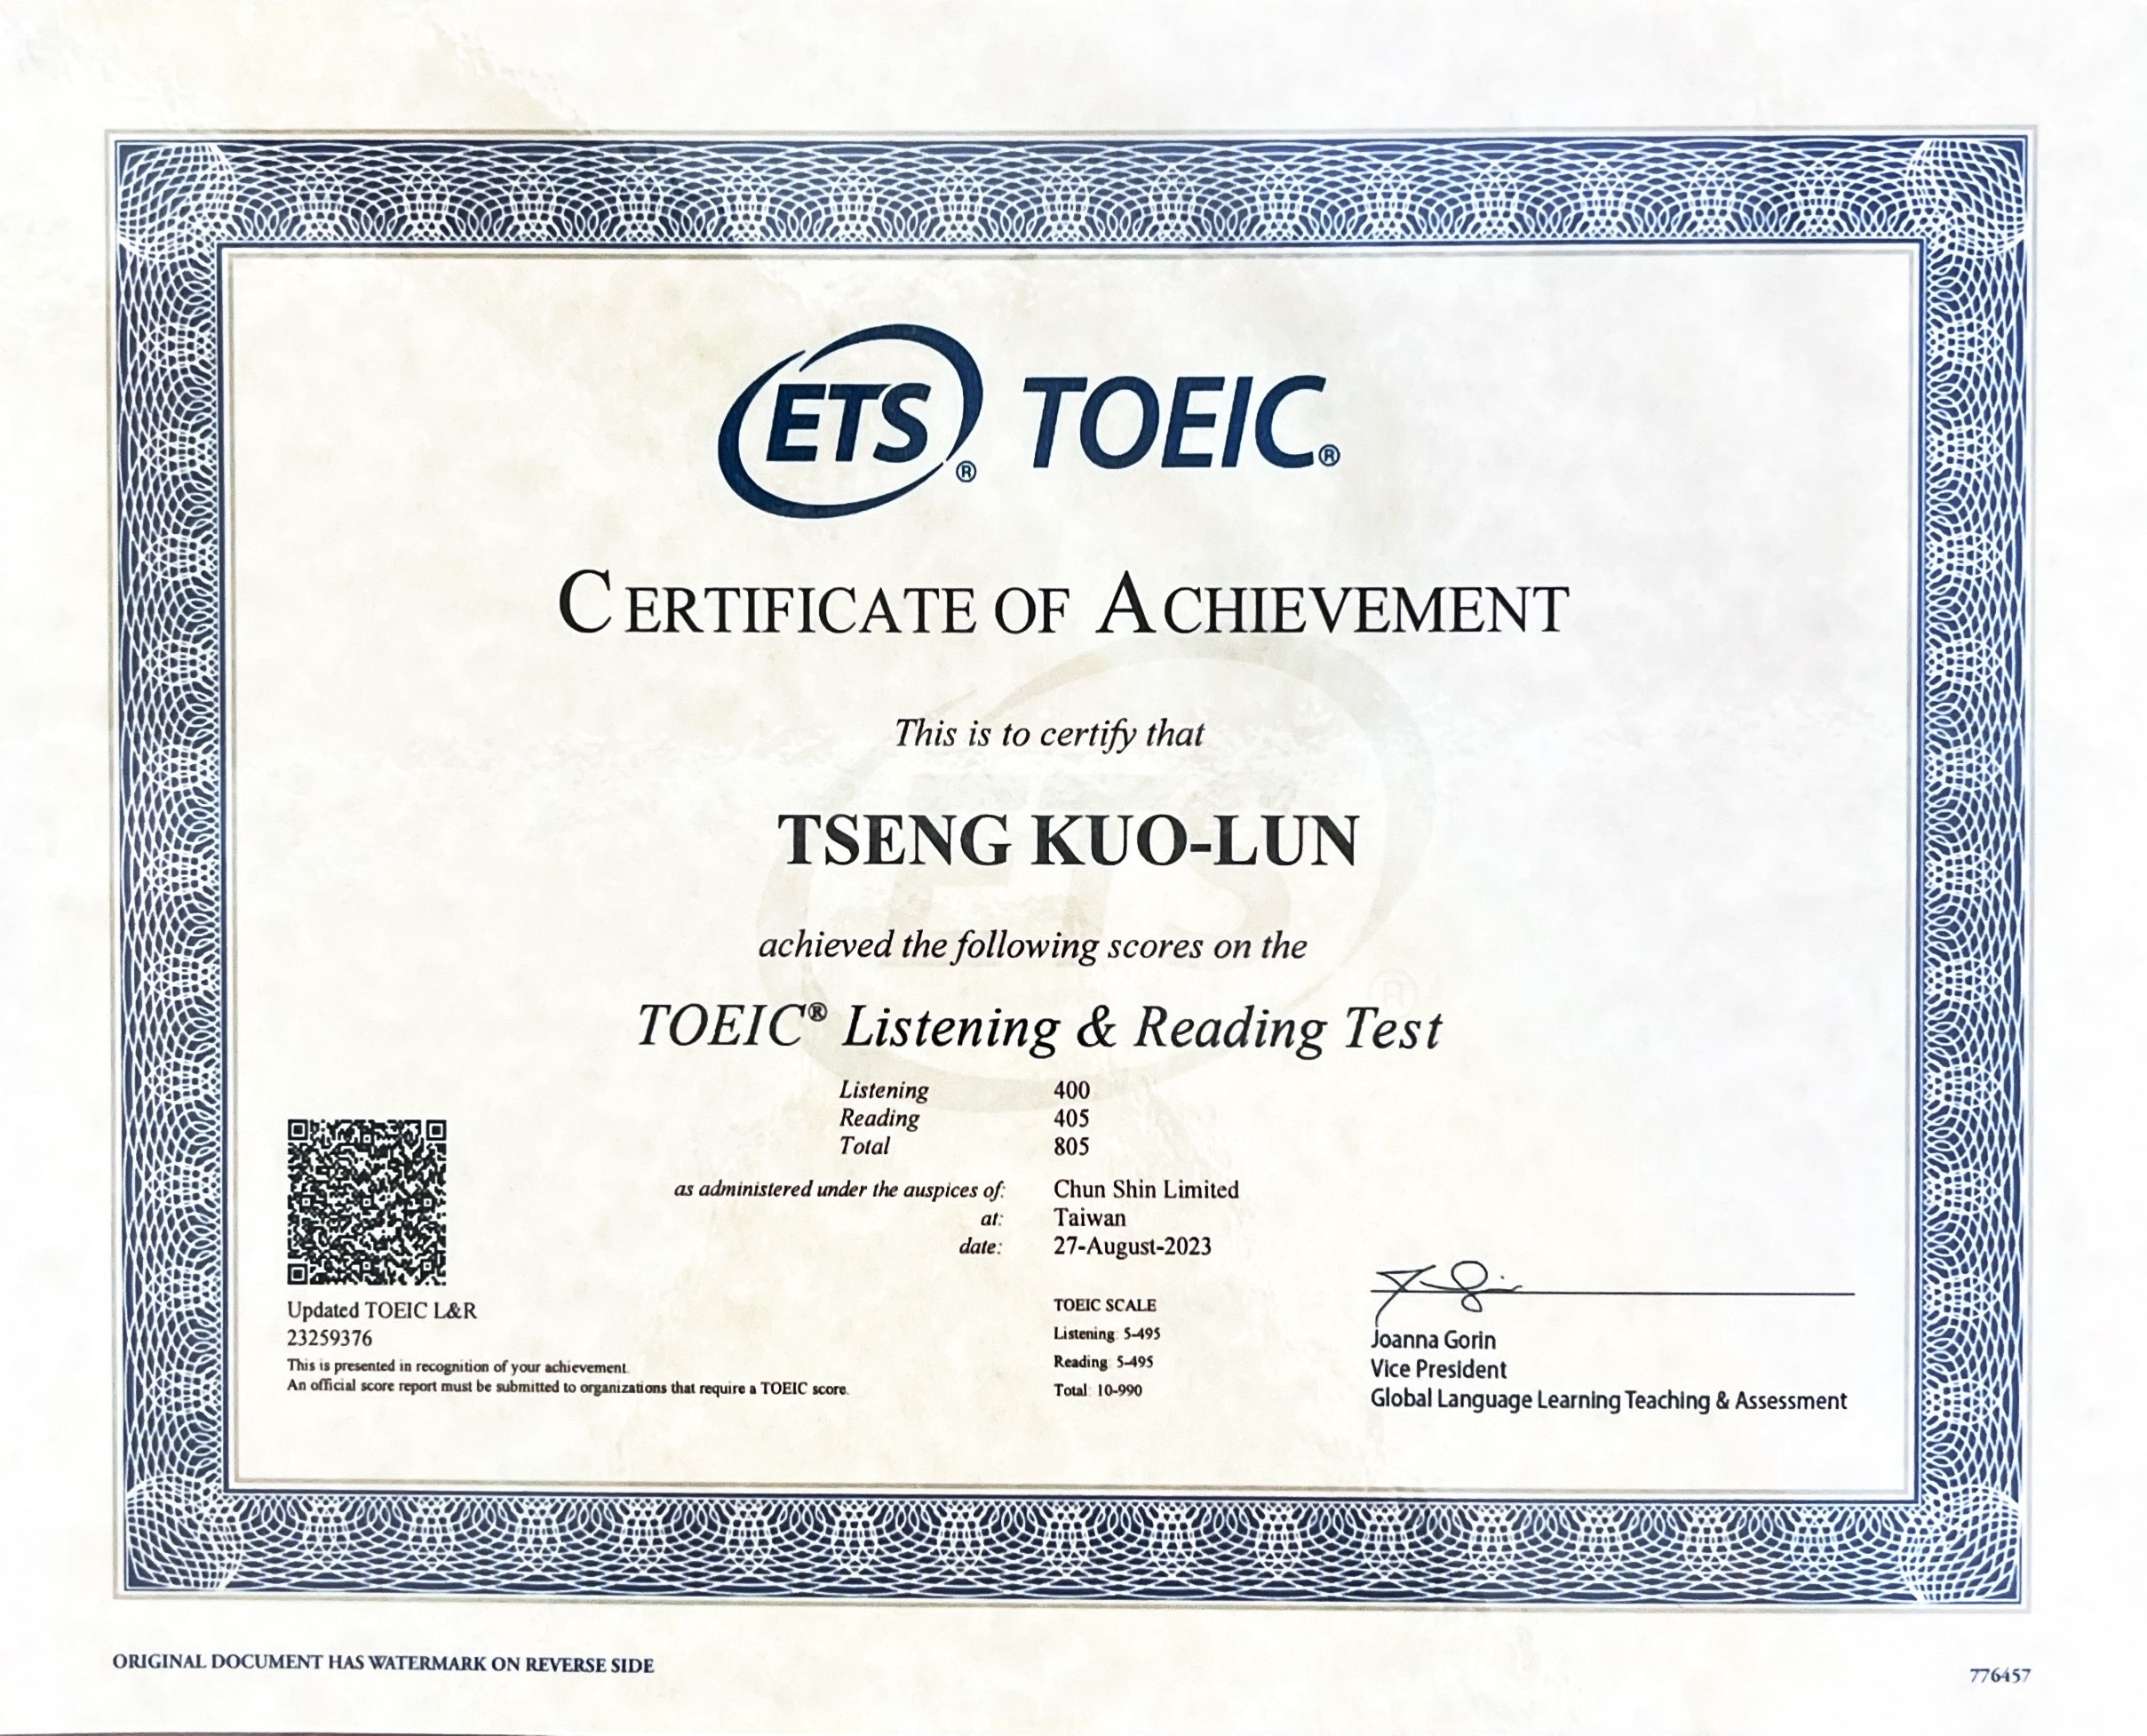 ETS® TOEIC®
CERTIFICATE OF ACHIEVEMENT
This is to certify that
TSENG KUO-LUN
achieved the following scores on the
TOEIC® Listening & Reading Test
Listening 400
Reading 405
Total 805
as administered under the auspices of: Chun Shin Limited
at: Taiwan
date: 27-August-2023
Updated TOEIC L&R
23259376
This is presented in recognition of your achievement.
An official score report must be submitted to organizations that require a TOEIC score.
TOEIC SCALE
Listening: 5-495
Reading: 5-495
Total: 10-990
Joanna Gorin
Vice President
Global Language Learning Teaching & Assessment
ORIGINAL DOCUMENT HAS WATERMARK ON REVERSE SIDE
776457